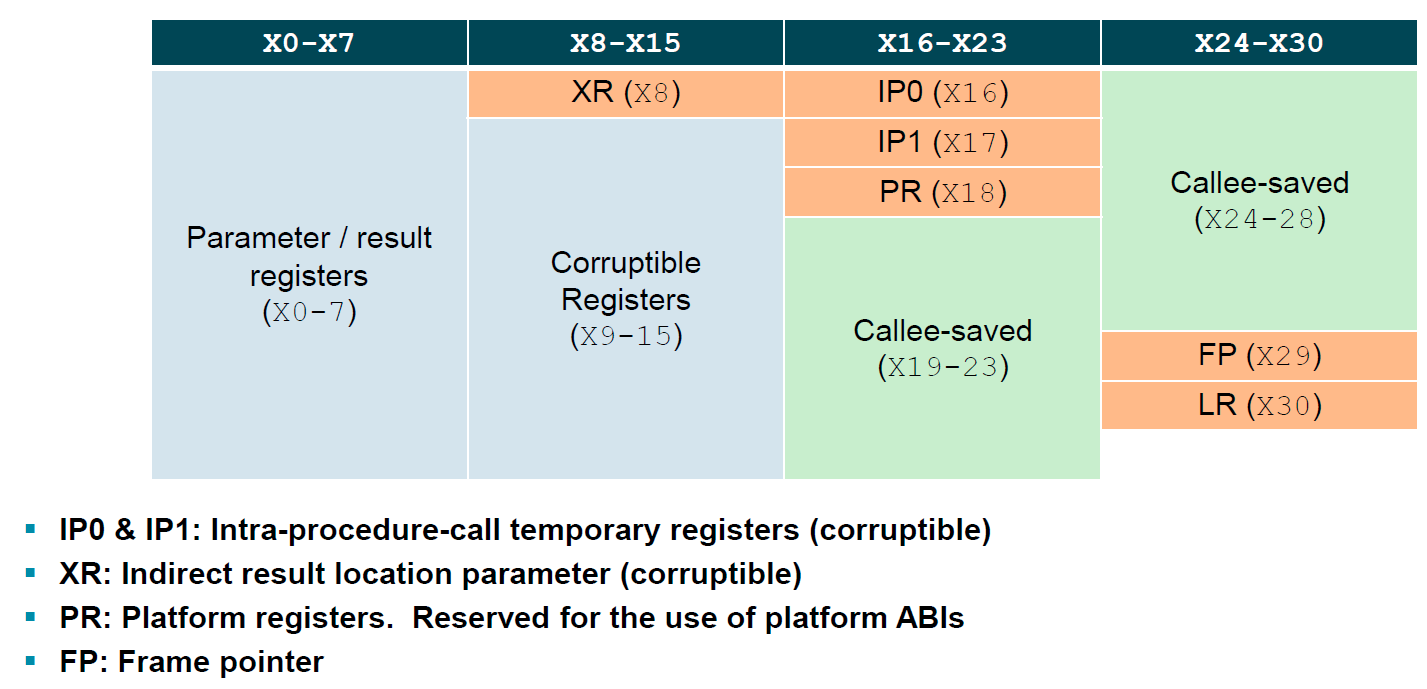 X0-X7
X8-X15
X16-X23
X24-X30
Parameter / result
registers
(X0-7)
XR (X8)
Corruptible
Registers
(X9-15)
IP0 (X16)
IP1 (X17)
PR (X18)
Callee-saved
(X19-23)
Callee-saved
(X24-28)
FP (X29)
LR (X30)
▪ IP0 & IP1: Intra-procedure-call temporary registers (corruptible)
▪ XR: Indirect result location parameter (corruptible)
▪ PR: Platform registers.  Reserved for the use of platform ABIs
▪ FP: Frame pointer